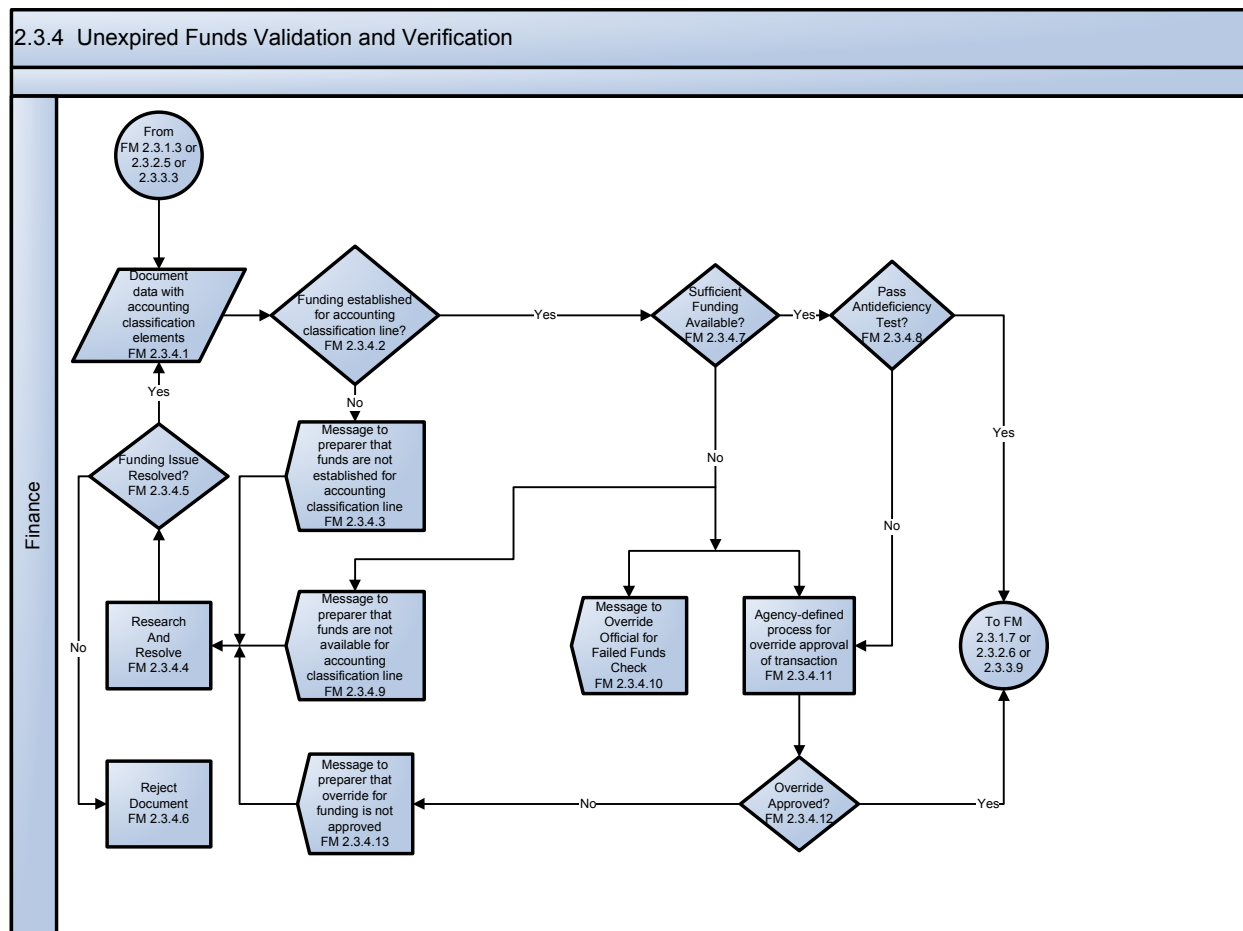 2.3.4 Unexpired Funds Validation and Verification
Finance
From
FM 2.3.1.3 or
2.3.2.5 or
2.3.3.3
Document
data with
accounting
classification
elements
FM 2.3.4.1
Funding established
for accounting
classification line?
FM 2.3.4.2
Yes
Sufficient
Funding
Available?
FM 2.3.4.7
Yes
Pass
Antideficiency
Test?
FM 2.3.4.8
Yes
No
Message to
preparer that
funds are not
established for
accounting
classification line
FM 2.3.4.3
Yes
Funding Issue
Resolved?
FM 2.3.4.5
No
No
Yes
No
Research
And
Resolve
FM 2.3.4.4
Message to
preparer that
funds are not
available for
accounting
classification line
FM 2.3.4.9
Message to
Override
Official for
Failed Funds
Check
FM 2.3.4.10
Agency-defined
process for
override approval
of transaction
FM 2.3.4.11
To FM
2.3.1.7 or
2.3.2.6 or
2.3.3.9
Reject
Document
FM 2.3.4.6
Message to
preparer that
override for
funding is not
approved
FM 2.3.4.13
No
Override
Approved?
FM 2.3.4.12
Yes